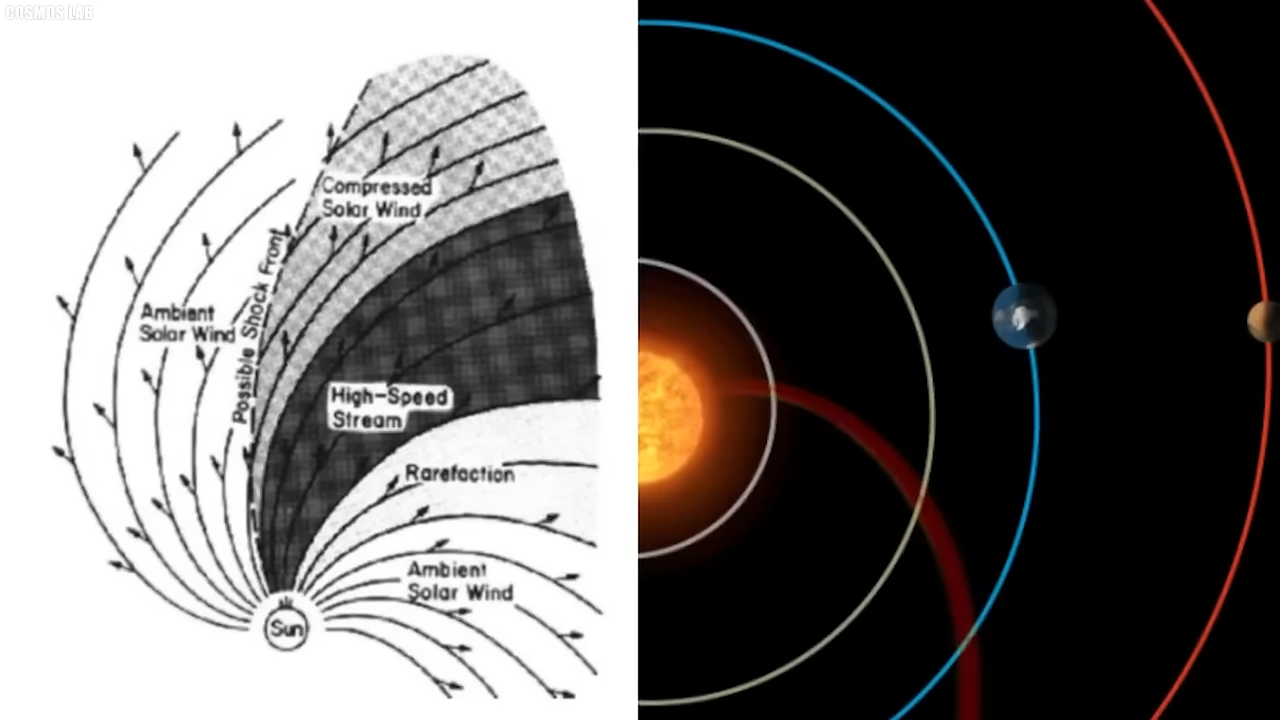 COSMOS LAB
Compressed
Solar Wind
Ambient
Solar Wind
Possible Shock Front
High-Speed
Stream
Rarefaction
Ambient
Solar Wind
Sun